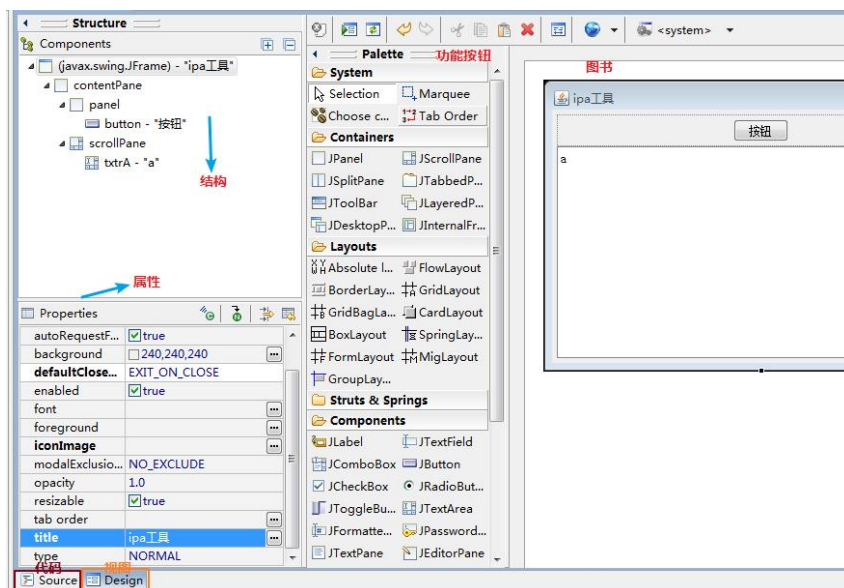 Structure
Components
(javax.swing.JFrame) - "ipa工具"
contentPane
panel
button - "按钮"
scrollPane
txtrA - "a"
结构
属性
Properties
autoRequestF... true
background 240,240,240
defaultClose... EXIT_ON_CLOSE
enabled true
font
foreground
iconImage
modalExclusio... NO_EXCLUDE
opacity 1.0
resizable true
tab order
title ipa工具
type NORMAL
代码 视图
Source Design
<system>
Palette 功能按钮
System
Selection Marquee
Choose c... Tab Order
Containers
JPanel JScrollPane
JSplitPane JTabbedP...
JToolBar JLayeredP...
JDesktopP... JInternalFr...
Layouts
Absolute l... FlowLayout
BorderLay... GridLayout
GridBagLa... CardLayout
BoxLayout SpringLay...
FormLayout MigLayout
GroupLay...
Struts & Springs
Components
JLabel JTextField
JComboBox JButton
JCheckBox JRadioBut...
JToggleBu... JTextArea
JFormatte... JPassword...
JTextPane JEditorPane
图书
ipa工具
按钮
a